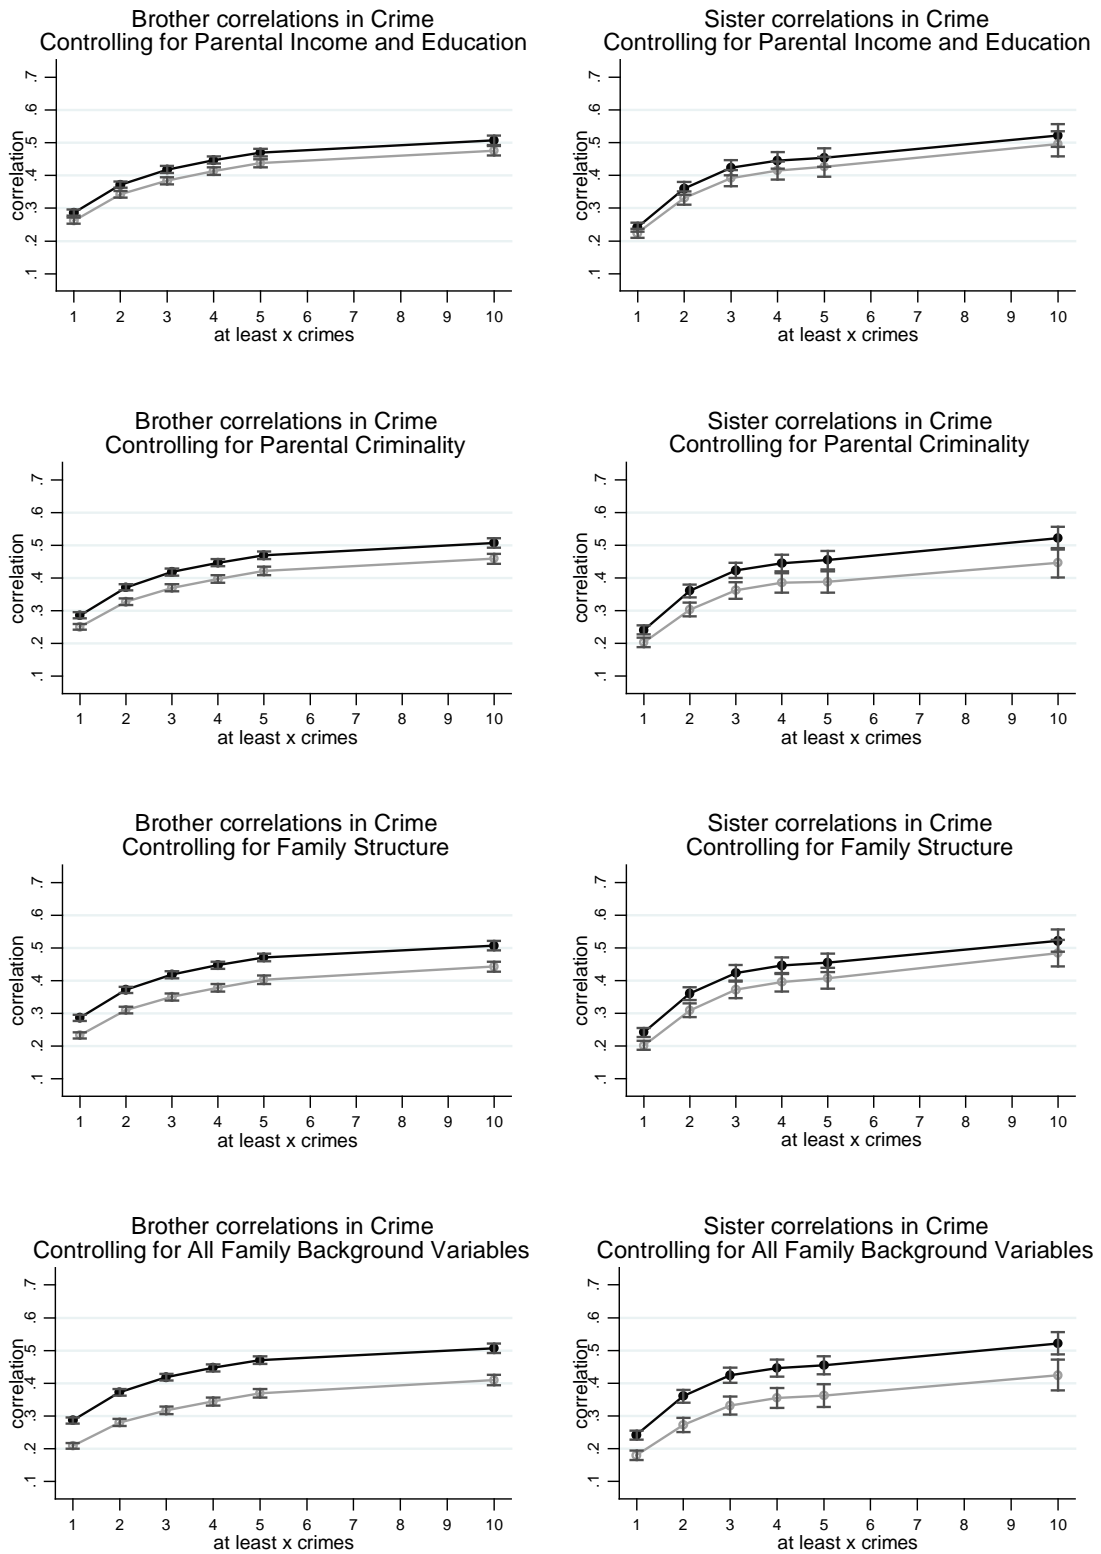 Brother correlations in Crime
Controlling for Parental Income and Education
correlation
.7
.6
.5
.4
.3
.2
.1
1 2 3 4 5 6 7 8 9 10
at least x crimes
Sister correlations in Crime
Controlling for Parental Income and Education
correlation
.7
.6
.5
.4
.3
.2
.1
1 2 3 4 5 6 7 8 9 10
at least x crimes
Brother correlations in Crime
Controlling for Parental Criminality
correlation
.7
.6
.5
.4
.3
.2
.1
1 2 3 4 5 6 7 8 9 10
at least x crimes
Sister correlations in Crime
Controlling for Parental Criminality
correlation
.7
.6
.5
.4
.3
.2
.1
1 2 3 4 5 6 7 8 9 10
at least x crimes
Brother correlations in Crime
Controlling for Family Structure
correlation
.7
.6
.5
.4
.3
.2
.1
1 2 3 4 5 6 7 8 9 10
at least x crimes
Sister correlations in Crime
Controlling for Family Structure
correlation
.7
.6
.5
.4
.3
.2
.1
1 2 3 4 5 6 7 8 9 10
at least x crimes
Brother correlations in Crime
Controlling for All Family Background Variables
correlation
.7
.6
.5
.4
.3
.2
.1
1 2 3 4 5 6 7 8 9 10
at least x crimes
Sister correlations in Crime
Controlling for All Family Background Variables
correlation
.7
.6
.5
.4
.3
.2
.1
1 2 3 4 5 6 7 8 9 10
at least x crimes